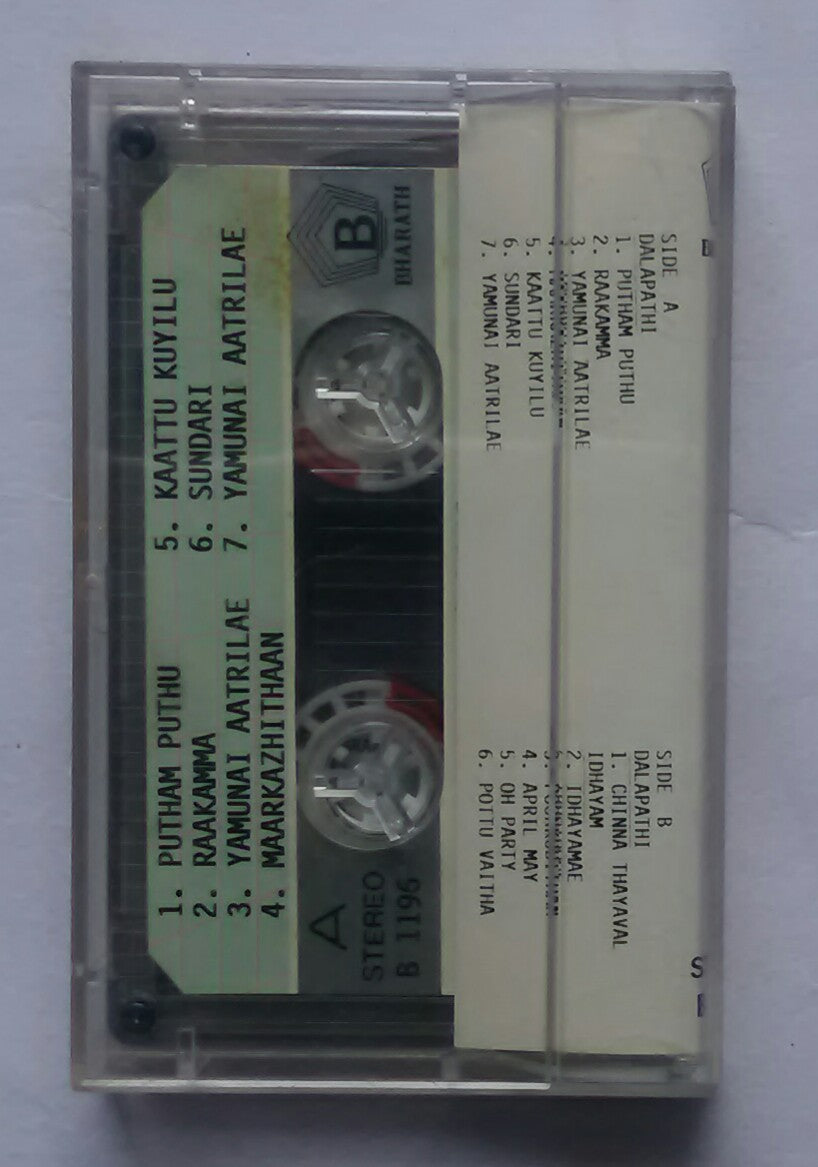 1. PUTHAM PUTHU
2. RAAKAMMA
3. YAMUNAI AATRILAE
4. MAARKAZHITHAAN
5. KAATTU KUYILU
6. SUNDARI
7. YAMUNAI AATRILAE
A
STEREO
B 1196
B
BHARATH
SIDE A
DALAPATHI
1. PUTHAM PUTHU
2. RAAKAMMA
3. YAMUNAI AATRILAE
4.
5. KAATTU KUYILU
6. SUNDARI
7. YAMUNAI AATRILAE
SIDE B
DALAPATHI
1. CHINNA THAYAVAL
IDHAYAM
2. IDHAYAMAE
3.
4. APRIL MAY
5. OH PARTY
6. POTTU VAITHA
S